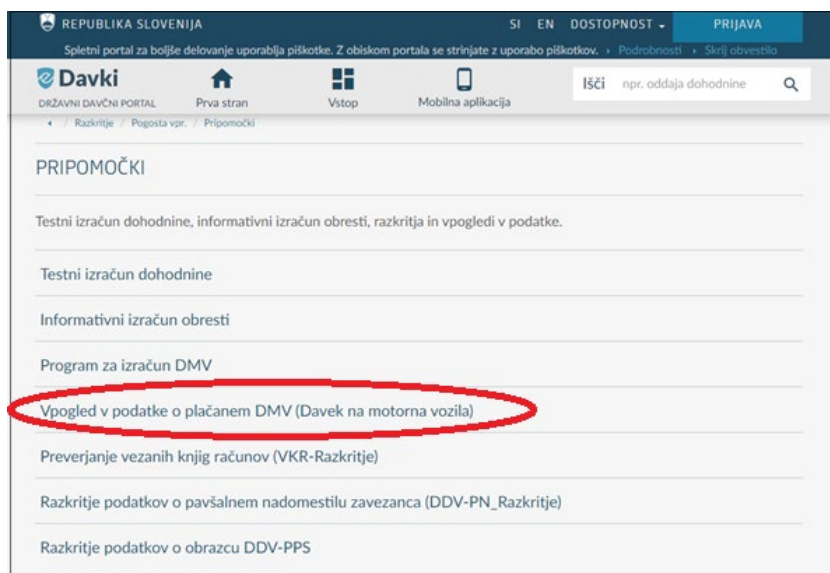 REPUBLIKA SLOVENIJA SI EN DOSTOPNOST PRIJAVA
Spletni portal za boljše delovanje uporablja piškotke. Z obiskom portala se strinjate z uporabo piškotkov. › Podrobnosti › Skrij obvestilo
eDavki
DRŽAVNI DAVČNI PORTAL Prva stran Vstop Mobilna aplikacija Išči npr. oddaja dohodnine
/ Razkritje / Pogosta vpr. / Pripomočki
PRIPOMOČKI
Testni izračun dohodnine, informativni izračun obresti, razkritja in vpogledi v podatke.
Testni izračun dohodnine
Informativni izračun obresti
Program za izračun DMV
Vpogled v podatke o plačanem DMV (Davek na motorna vozila)
Preverjanje vezanih knjig računov (VKR-Razkritje)
Razkritje podatkov o pavšalnem nadomestilu zavezanca (DDV-PN_Razkritje)
Razkritje podatkov o obrazcu DDV-PPS